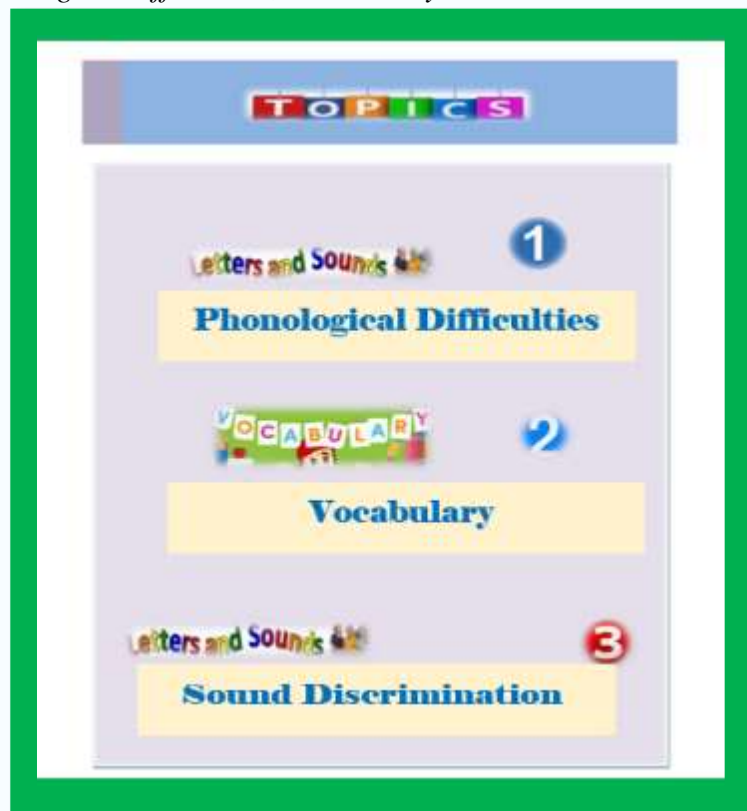 TOPICS
1
Letters and Sounds
Phonological Difficulties
VOCABULARY
2
Vocabulary
Letters and Sounds
3
Sound Discrimination